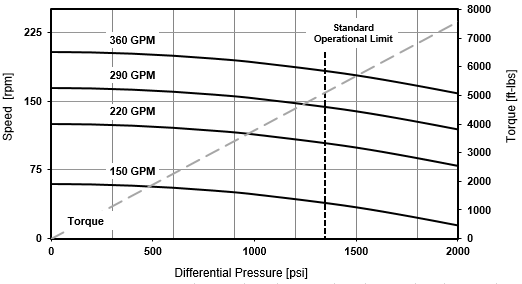 Standard
Operational Limit
360 GPM
290 GPM
220 GPM
150 GPM
Torque
Speed [rpm]
225
150
75
0
Torque [ft-lbs]
8000
7000
6000
5000
4000
3000
2000
1000
0
0 500 1000 1500 2000
Differential Pressure [psi]